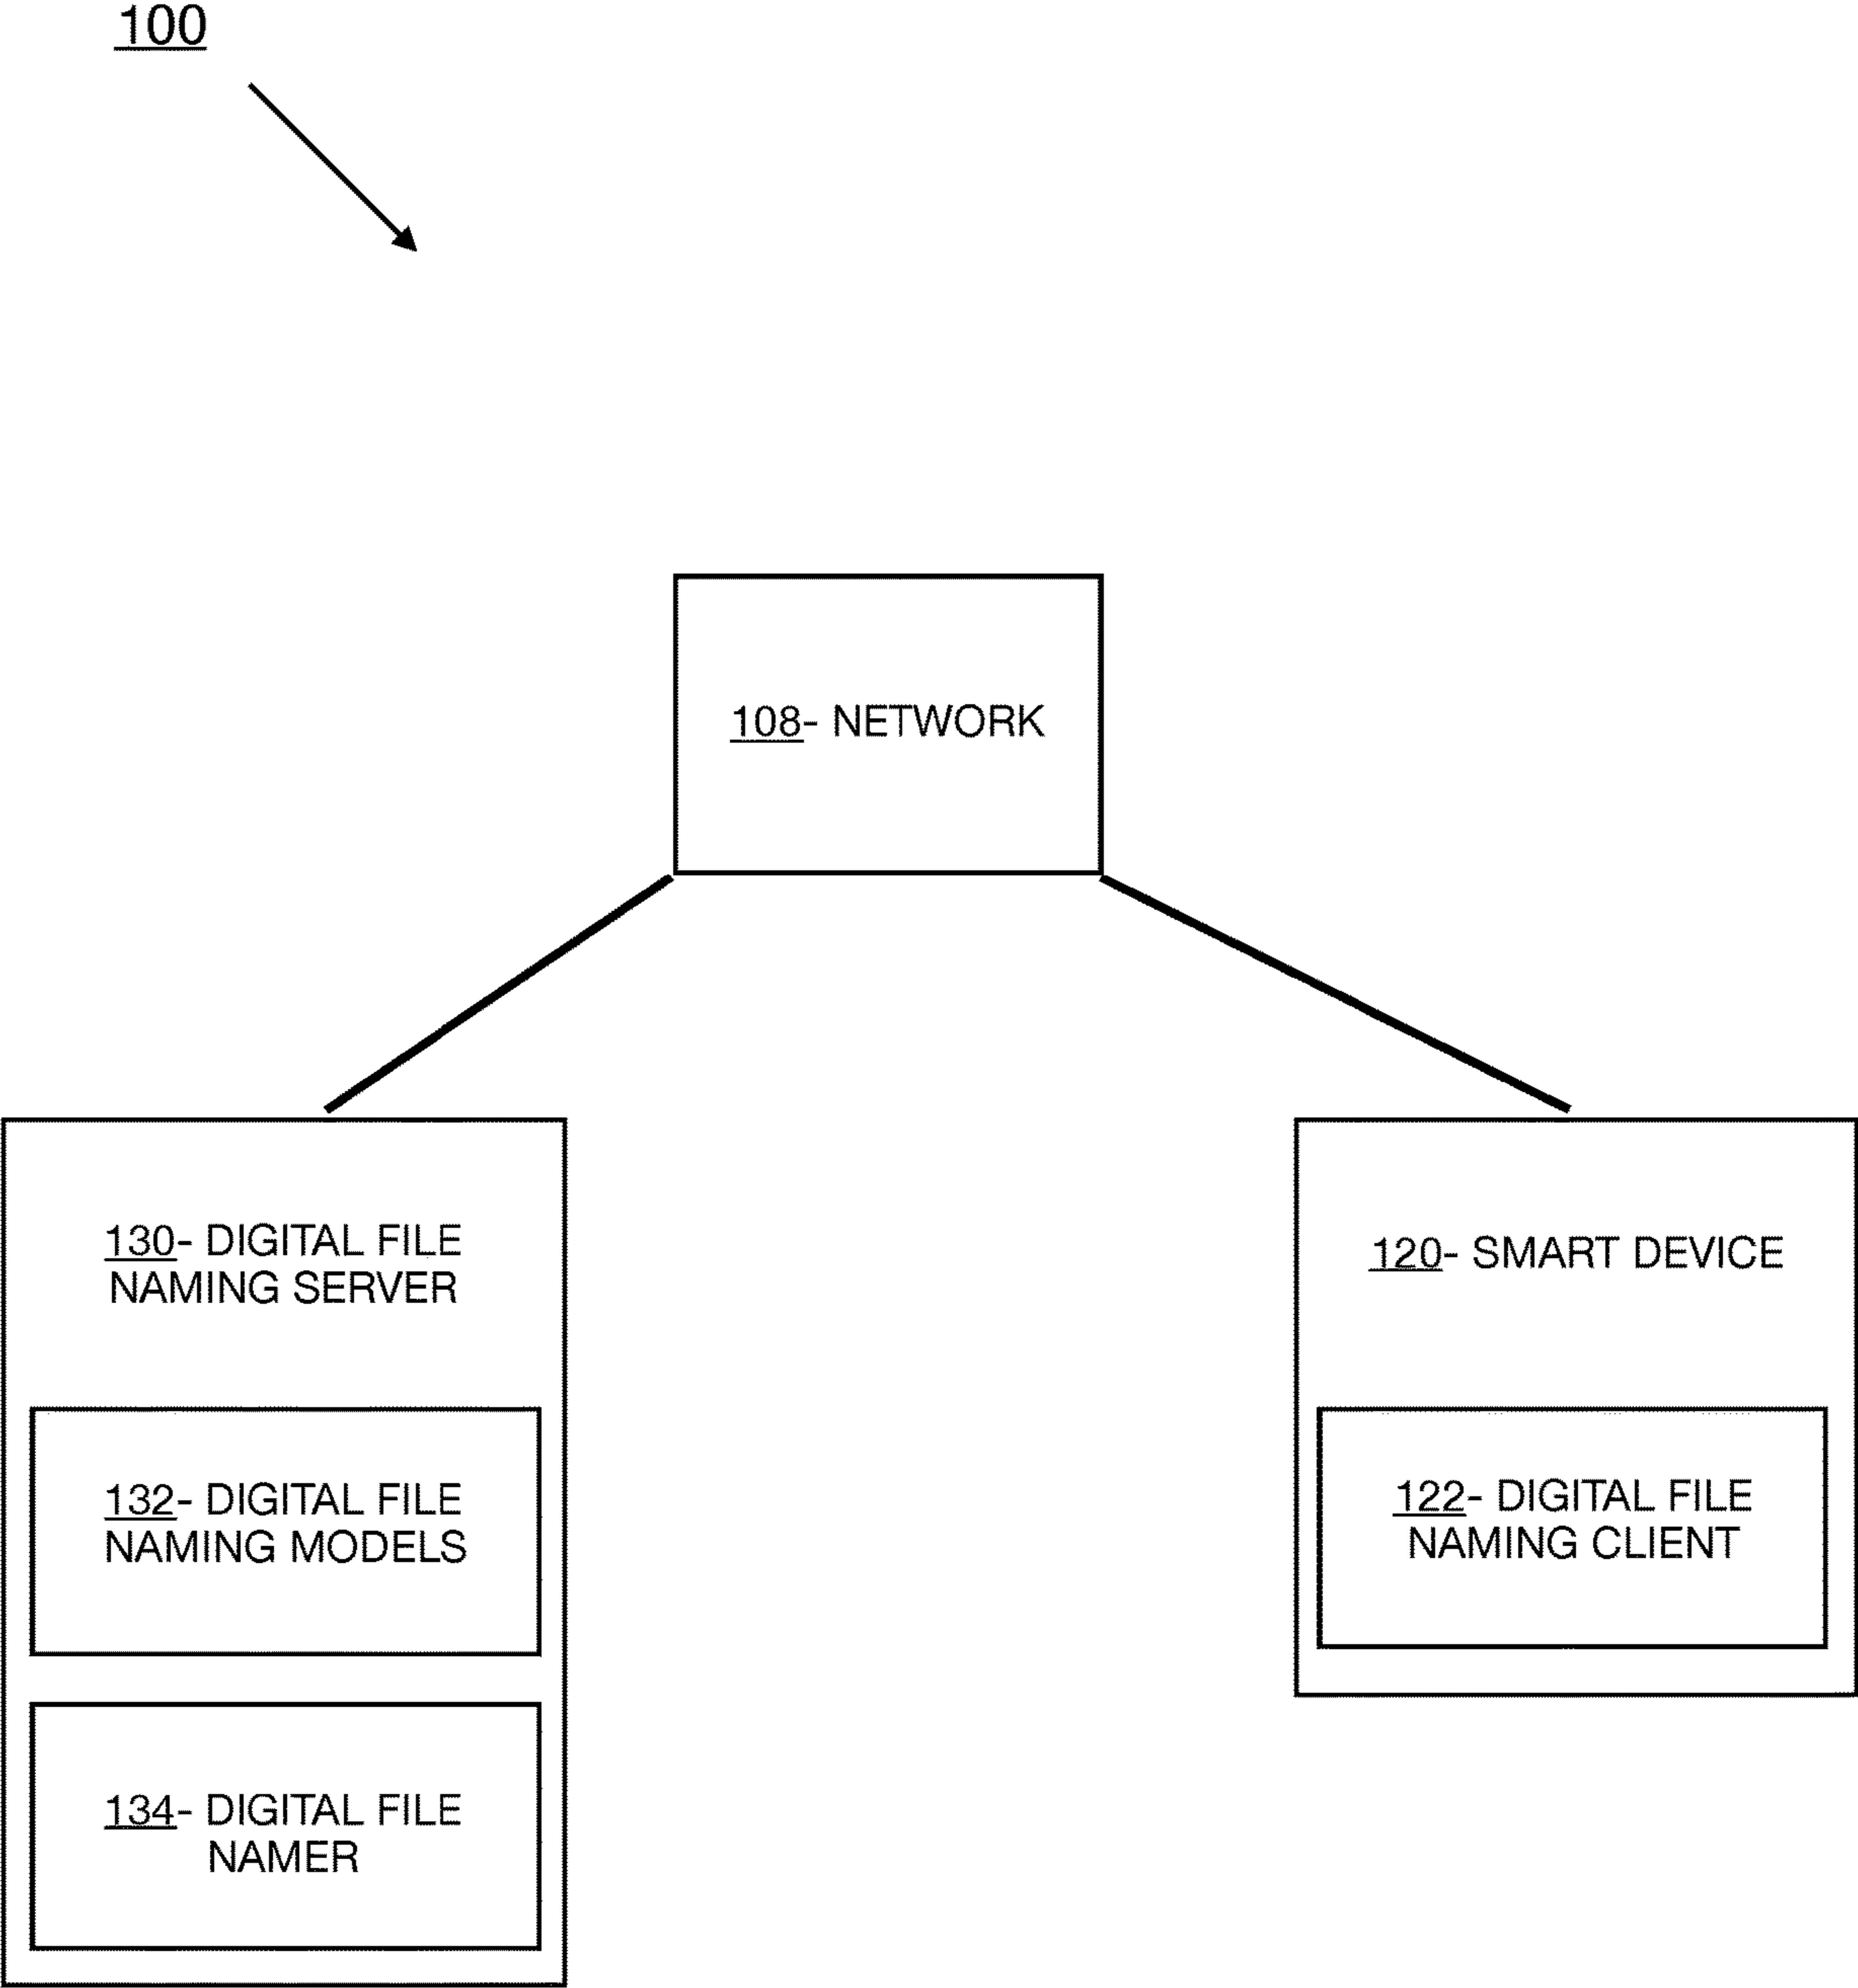 100
108- NETWORK
130- DIGITAL FILE
NAMING SERVER
120- SMART DEVICE
132- DIGITAL FILE
NAMING MODELS
122- DIGITAL FILE
NAMING CLIENT
134- DIGITAL FILE
NAMER